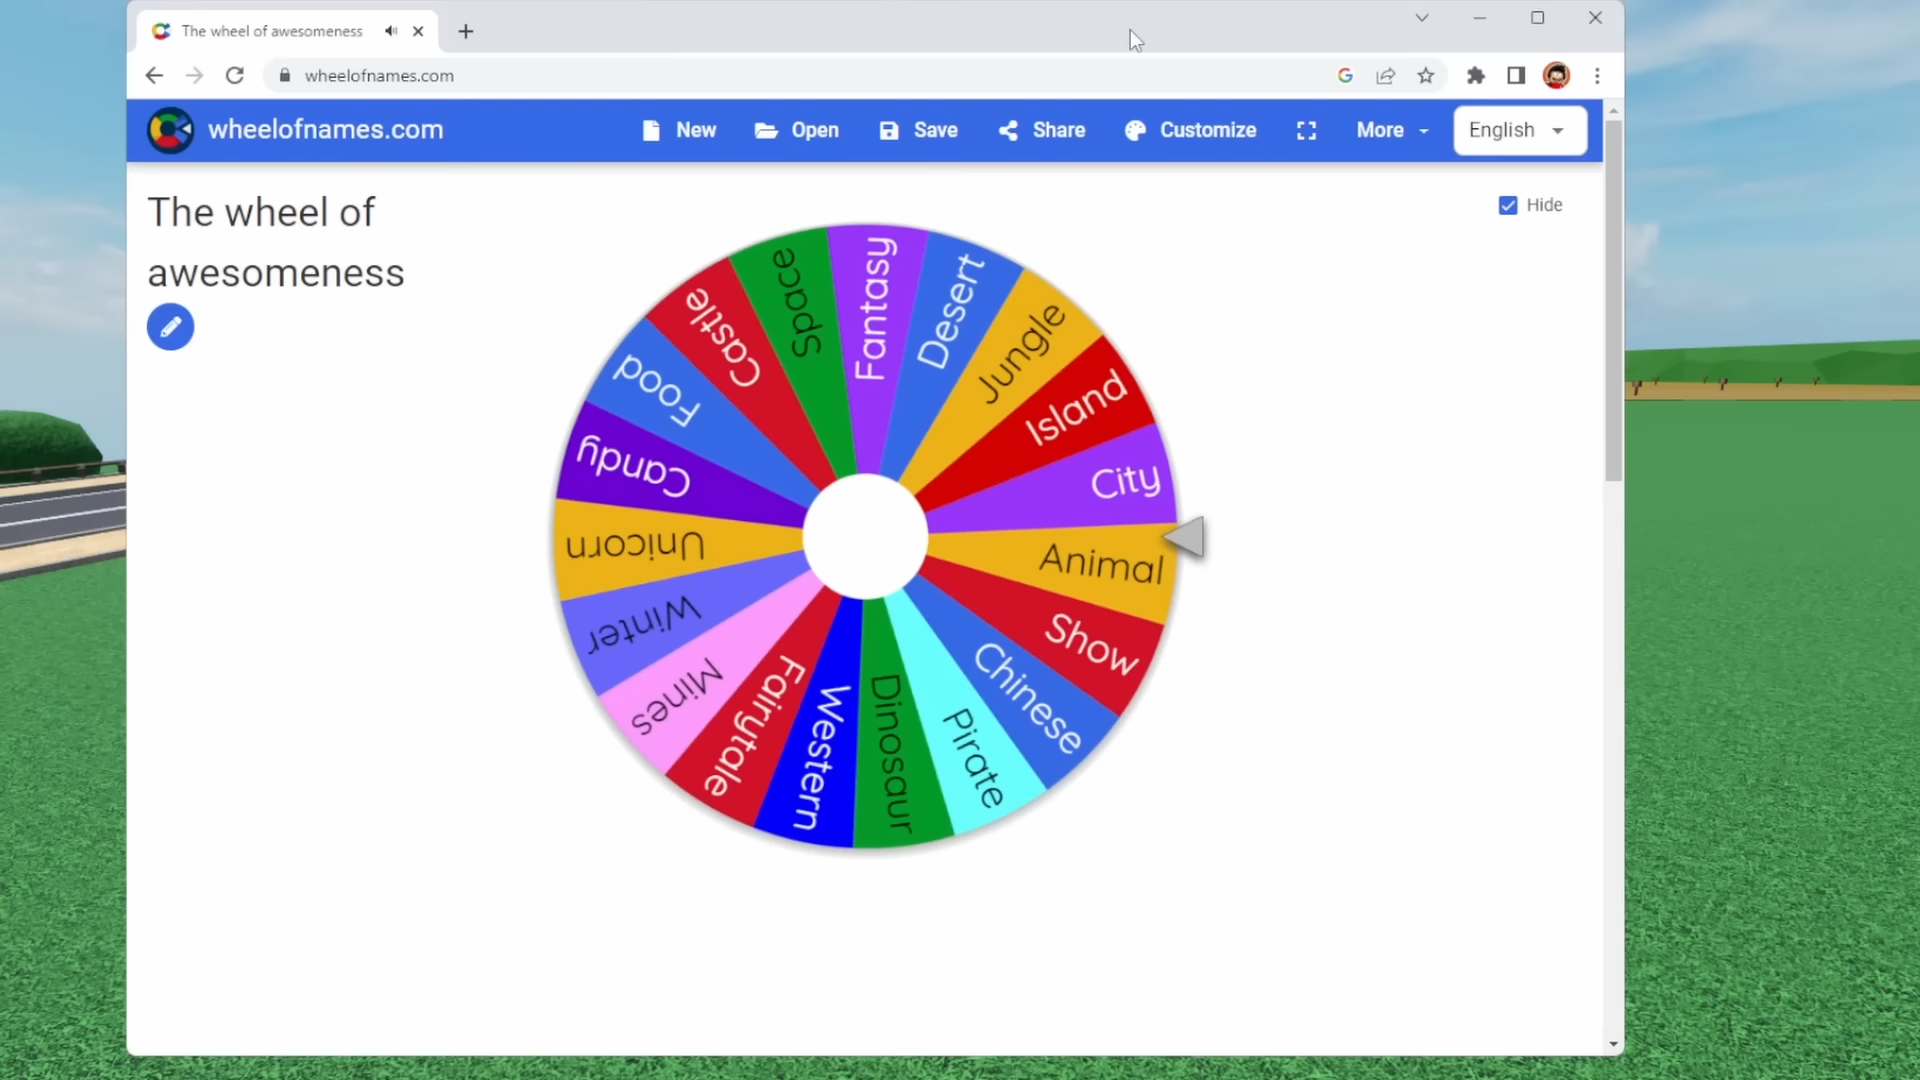 The wheel of awesomeness
wheelofnames.com
wheelofnames.com
New
Open
Save
Share
Customize
More
English
The wheel of
awesomeness
Hide
Fantasy
Desert
Jungle
Island
City
Animal
Show
Chinese
Pirate
Dinosaur
Western
Fairytale
Mines
Winter
Unicorn
Candy
Food
Castle
Space